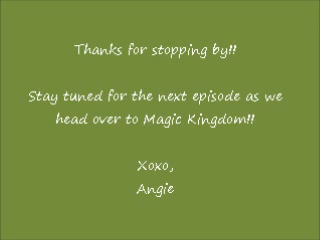 Thanks for stopping by!!
Stay tuned for the next episode as we
head over to Magic Kingdom!!
Xoxo,
Angie